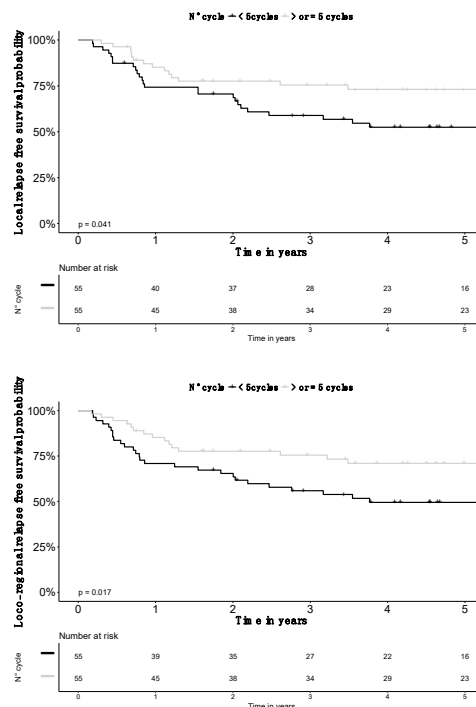 N° cycle < 5cycles > or = 5 cycles
Local relapse free survival probability
100%
75%
50%
25%
0%
p = 0.041
0 1 2 3 4 5
Time in years
Number at risk
N° cycle
55 40 37 28 23 16
55 45 38 34 29 23
0 1 2 3 4 5
Time in years
N° cycle < 5cycles > or = 5 cycles
Loco-regional relapse free survival probability
100%
75%
50%
25%
0%
p = 0.017
0 1 2 3 4 5
Time in years
Number at risk
N° cycle
55 39 35 27 22 16
55 45 38 34 29 23
0 1 2 3 4 5
Time in years